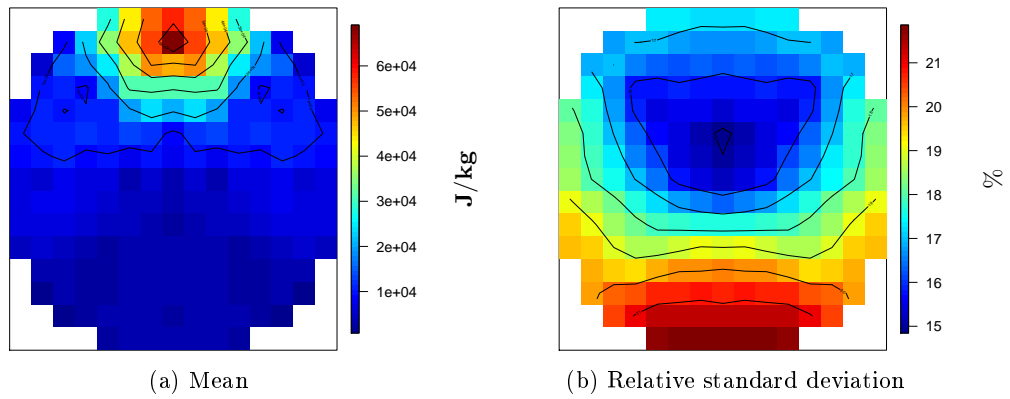 6e+04
5e+04
4e+04
3e+04
2e+04
1e+04
J/kg
21
20
19
18
17
16
15
%
(a) Mean
(b) Relative standard deviation